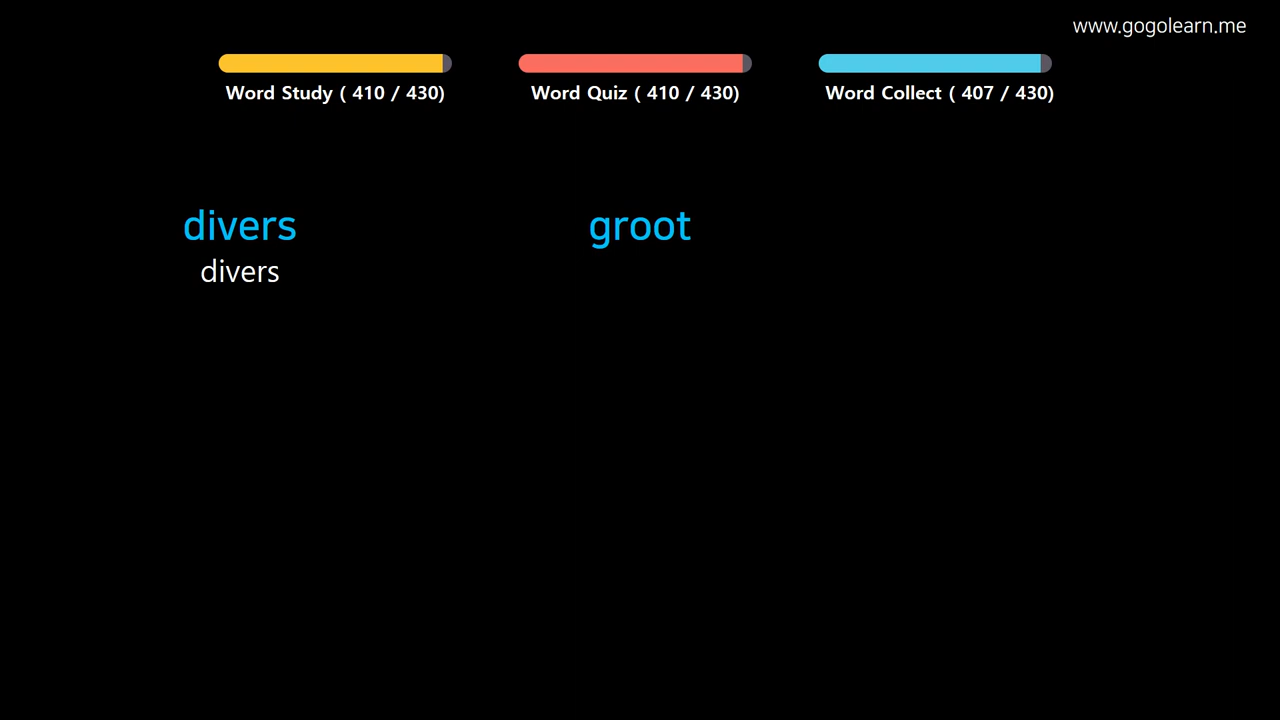 www.gogolearn.me
Word Study ( 410 / 430)
Word Quiz ( 410 / 430)
Word Collect ( 407 / 430)
divers
groot
divers